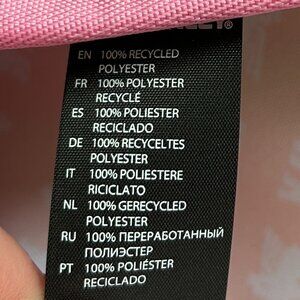 EN 100% RECYCLED
POLYESTER
FR 100% POLYESTER
RECYCLÉ
ES 100% POLIESTER
RECICLADO
DE 100% RECYCELTES
POLYESTER
IT 100% POLIESTERE
RICICLATO
NL 100% GERECYCLED
POLYESTER
RU 100% ПЕРЕРАБОТАННЫЙ
ПОЛИЭСТЕР
PT 100% POLIÉSTER
RECICLADO